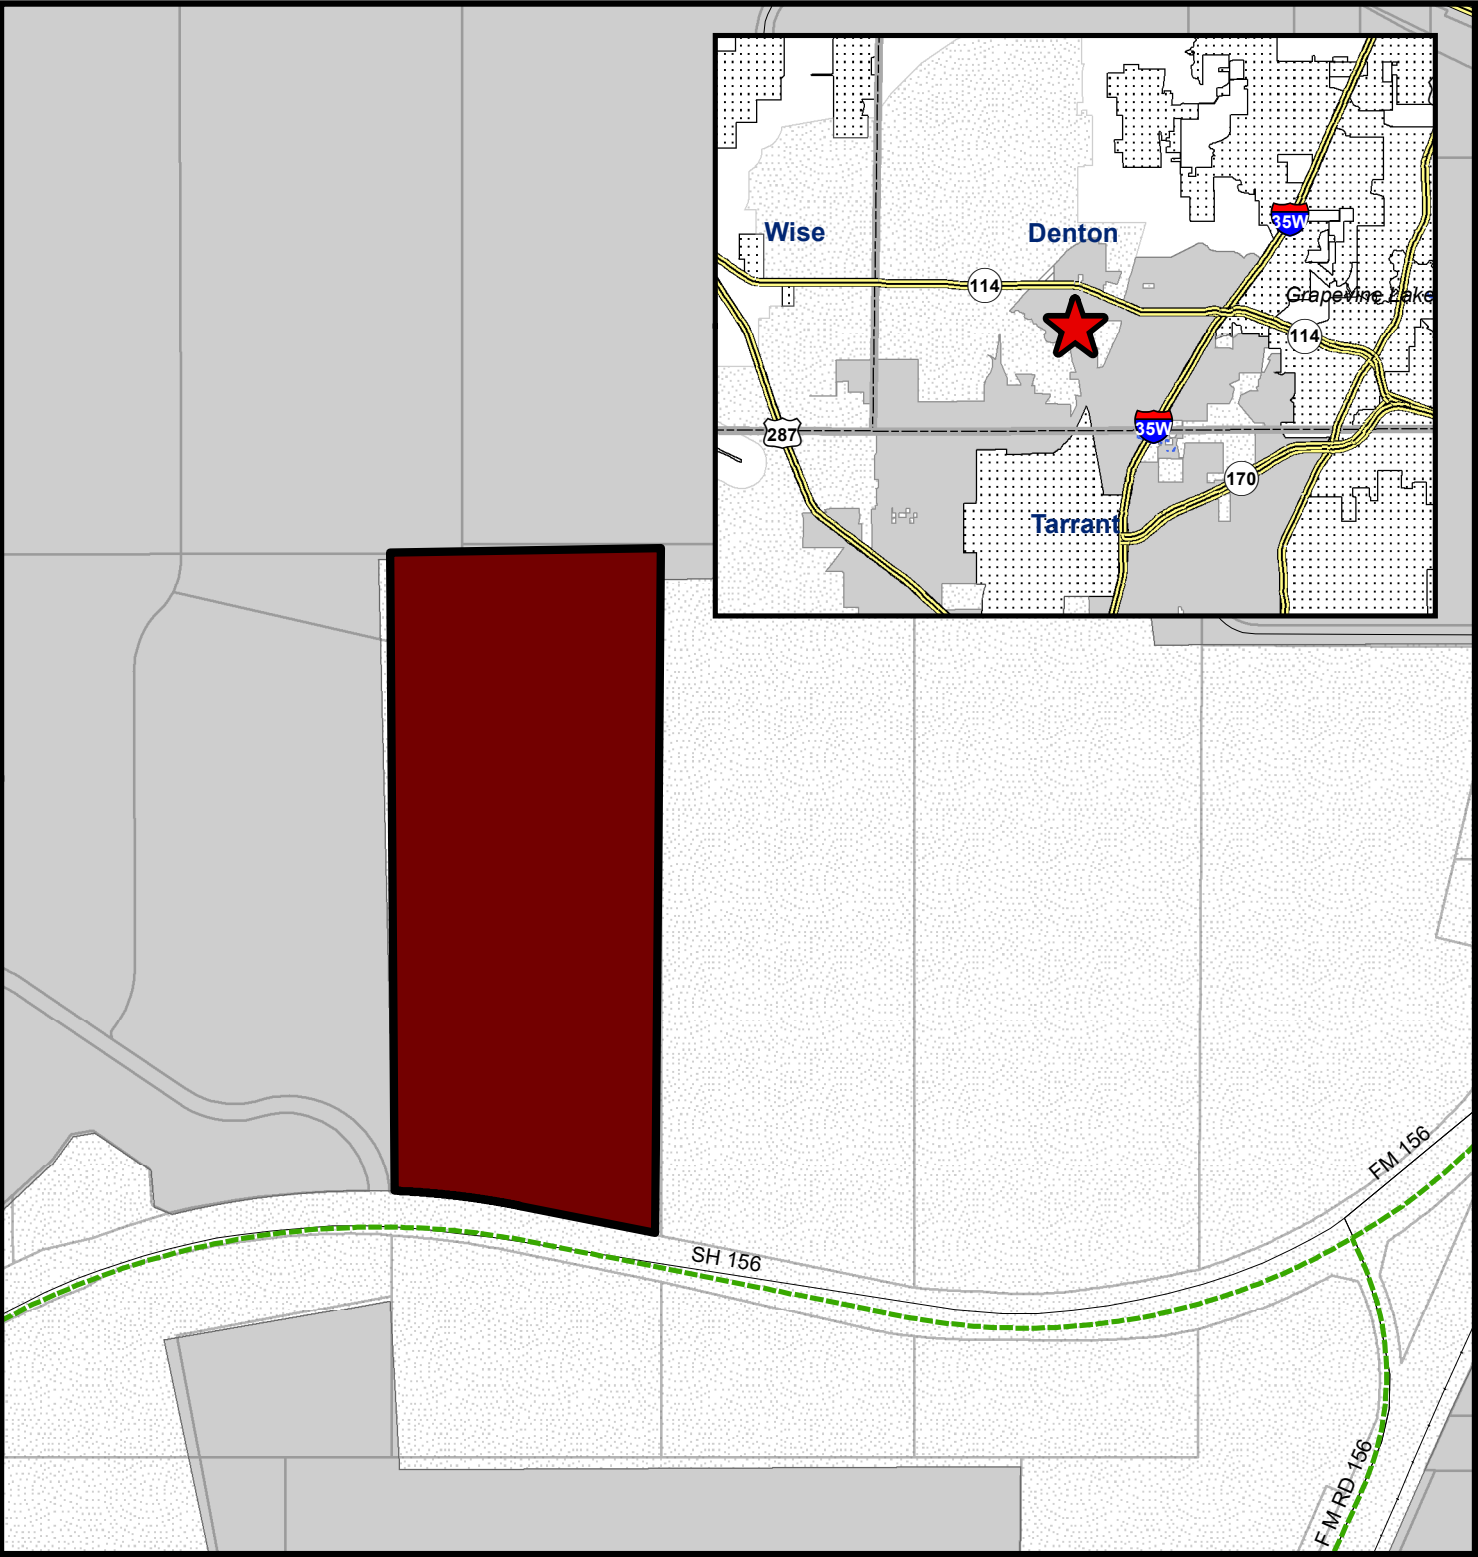 Wise
Denton
35W
114
Grapevine Lake
114
287
35W
170
Tarrant
FM 156
SH 156
F M RD 156